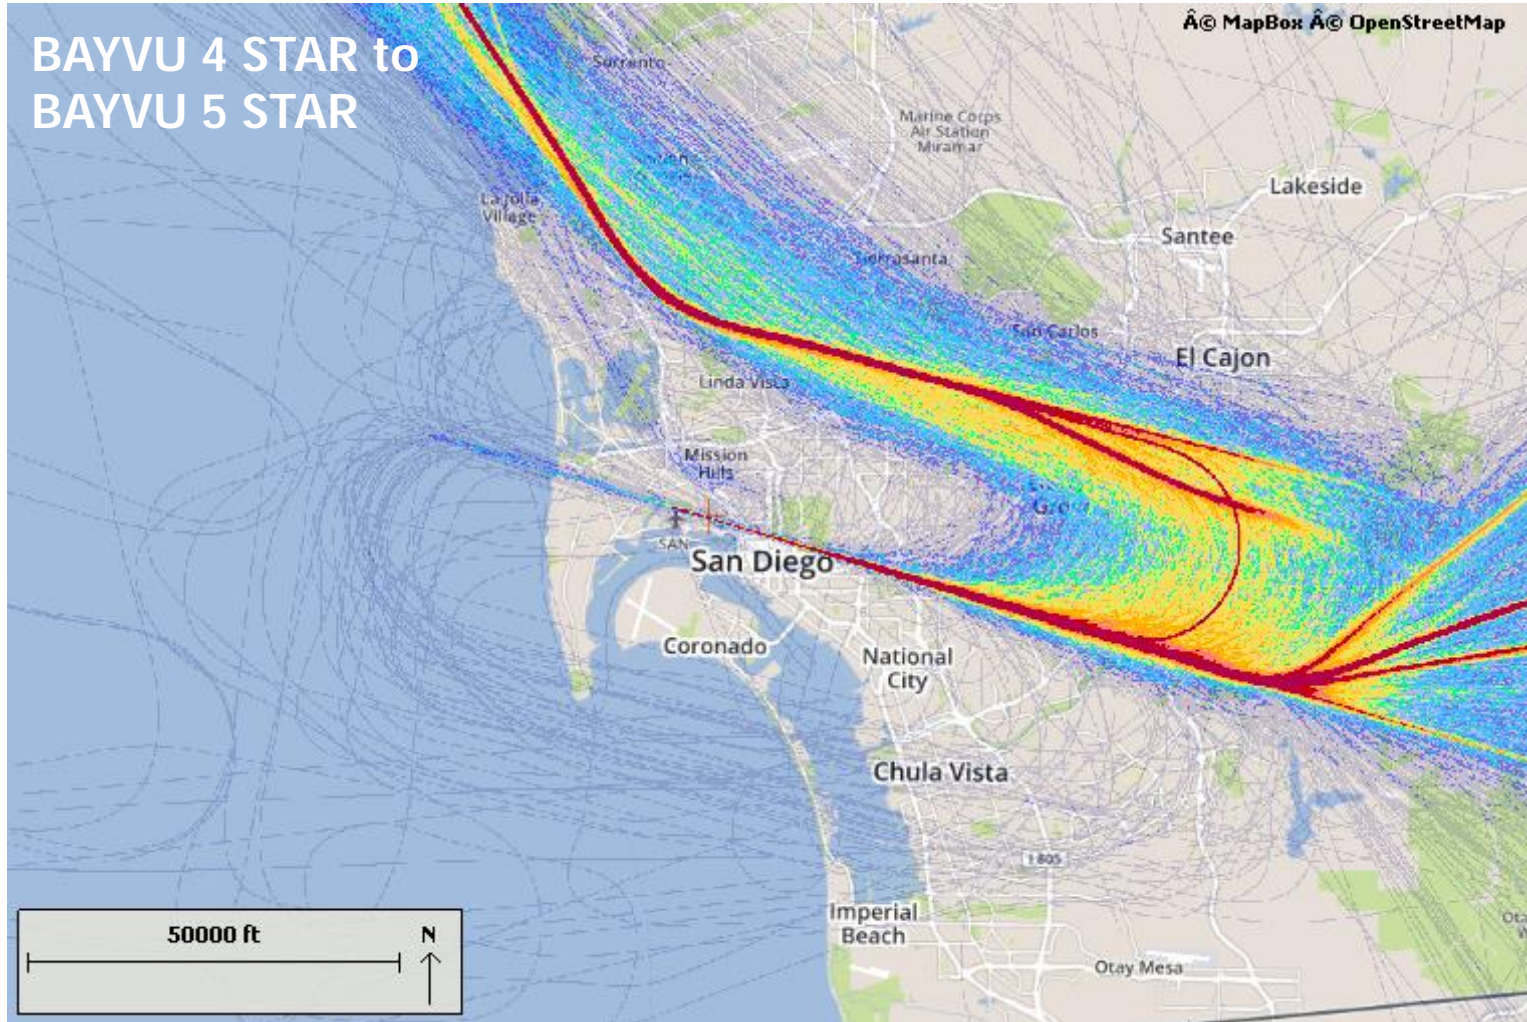 BAYVU 4 STAR to
BAYVU 5 STAR
Â© MapBox Â© OpenStreetMap
Sorrento
Marine Corps
Air Station
Miramar
Lakeside
La Jolla
Village
Santee
Tierrasanta
San Carlos
El Cajon
Linda Vista
Mission
Hills
SAN
San Diego
Coronado
National
City
Chula Vista
I 805
Imperial
Beach
Otay Mesa
50000 ft
N